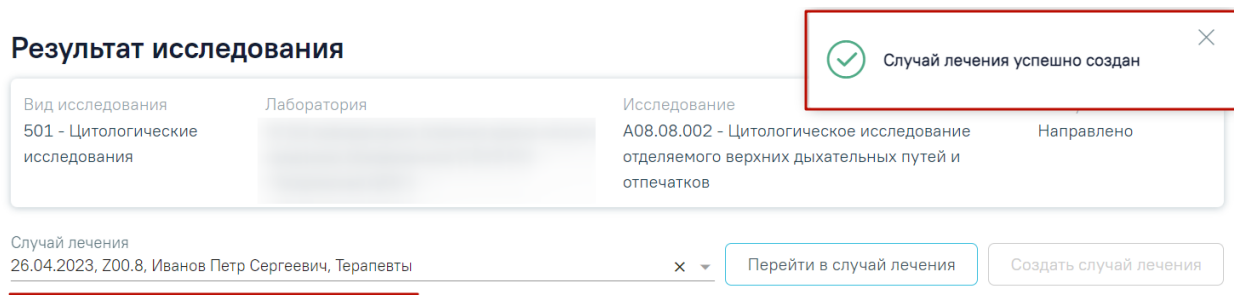 Результат исследования
Случай лечения успешно создан
Вид исследования
501 - Цитологические
исследования
Лаборатория
Исследование
A08.08.002 - Цитологическое исследование
отделяемого верхних дыхательных путей и
отпечатков
Направлено
Случай лечения
26.04.2023, Z00.8, Иванов Петр Сергеевич, Терапевты
Перейти в случай лечения
Создать случай лечения